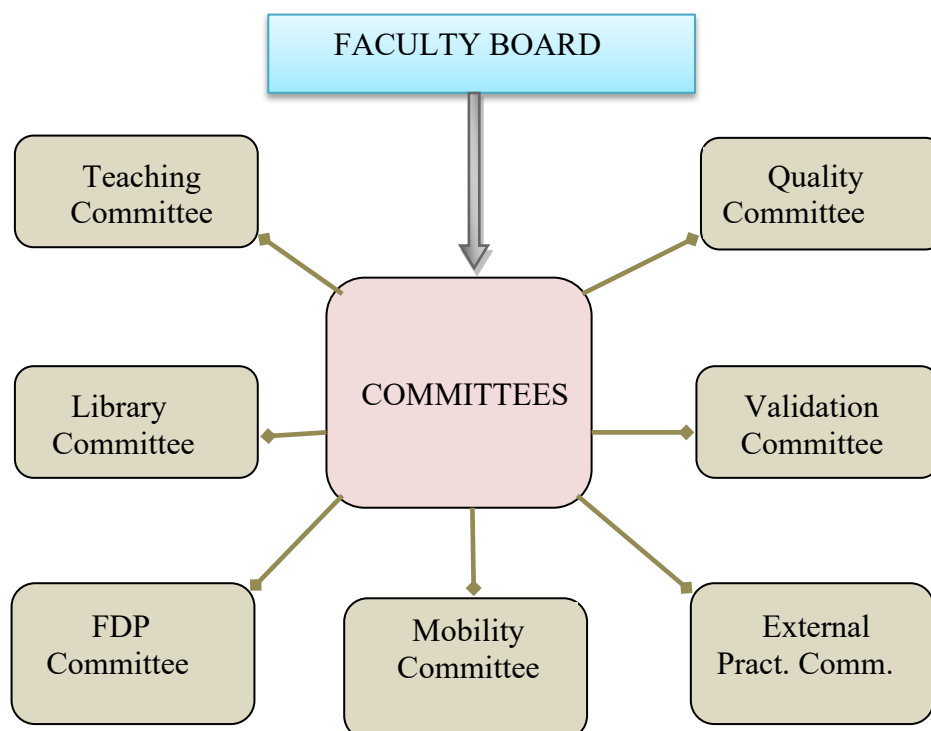 FACULTY BOARD
Teaching
Committee
Quality
Committee
COMMITTEES
Library
Committee
Validation
Committee
FDP
Committee
Mobility
Committee
External
Pract. Comm.